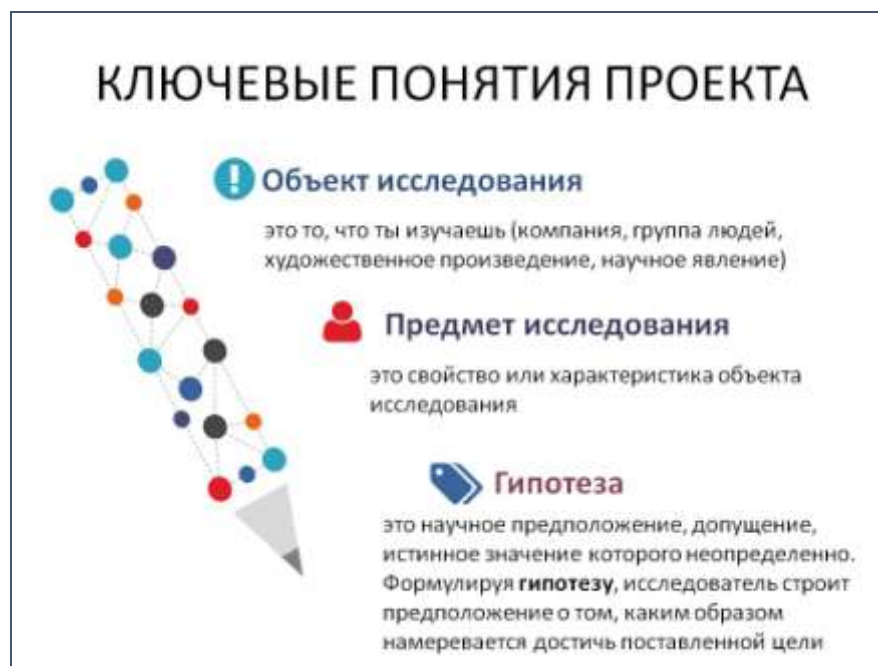 КЛЮЧЕВЫЕ ПОНЯТИЯ ПРОЕКТА
Объект исследования
это то, что ты изучаешь (компания, группа людей,
художественное произведение, научное явление)
Предмет исследования
это свойство или характеристика объекта
исследования
Гипотеза
это научное предположение, допущение,
истинное значение которого неопределенно.
Формулируя гипотезу, исследователь строит
предположение о том, каким образом
намеревается достичь поставленной цели